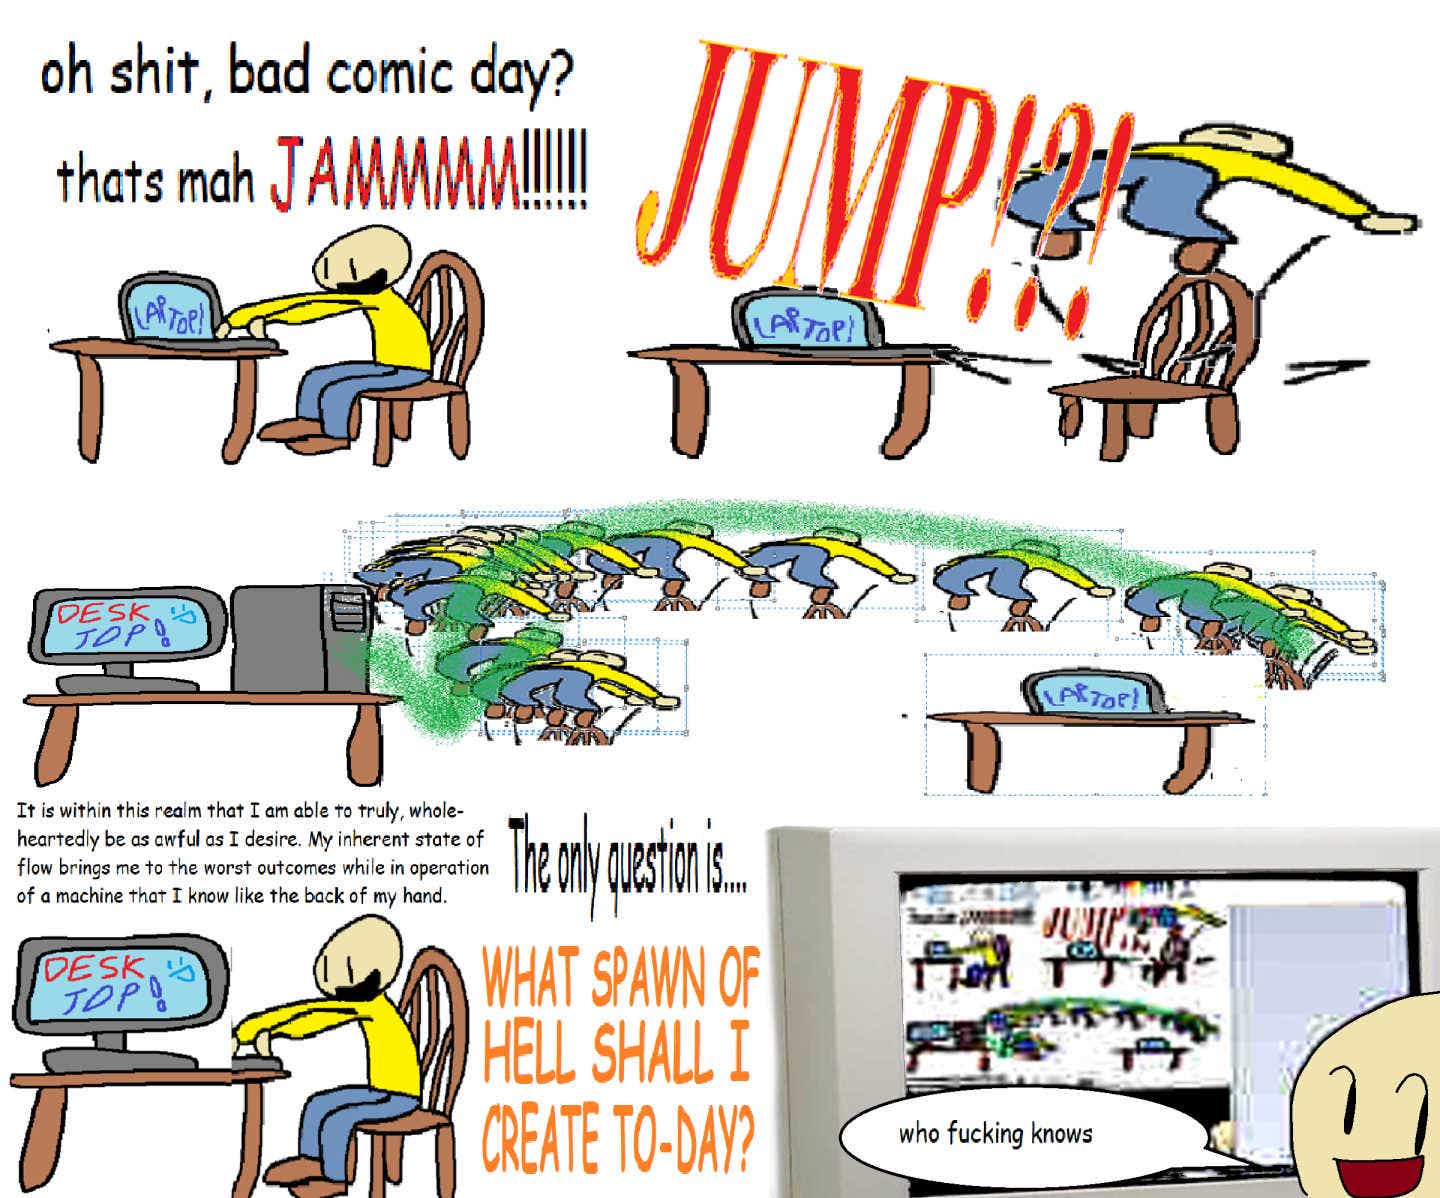 oh shit, bad comic day?
thats mah JAMMMM!!!!!!
LAPTOP!
JUMP!?!
LAPTOP!
DESK
TOP! :D
LAPTOP!
It is within this realm that I am able to truly, whole-
heartedly be as awful as I desire. My inherent state of
flow brings me to the worst outcomes while in operation
of a machine that I know like the back of my hand.
DESK
TOP! :D
The only question is....
WHAT SPAWN OF
HELL SHALL I
CREATE TO-DAY?
JUMP
who fucking knows